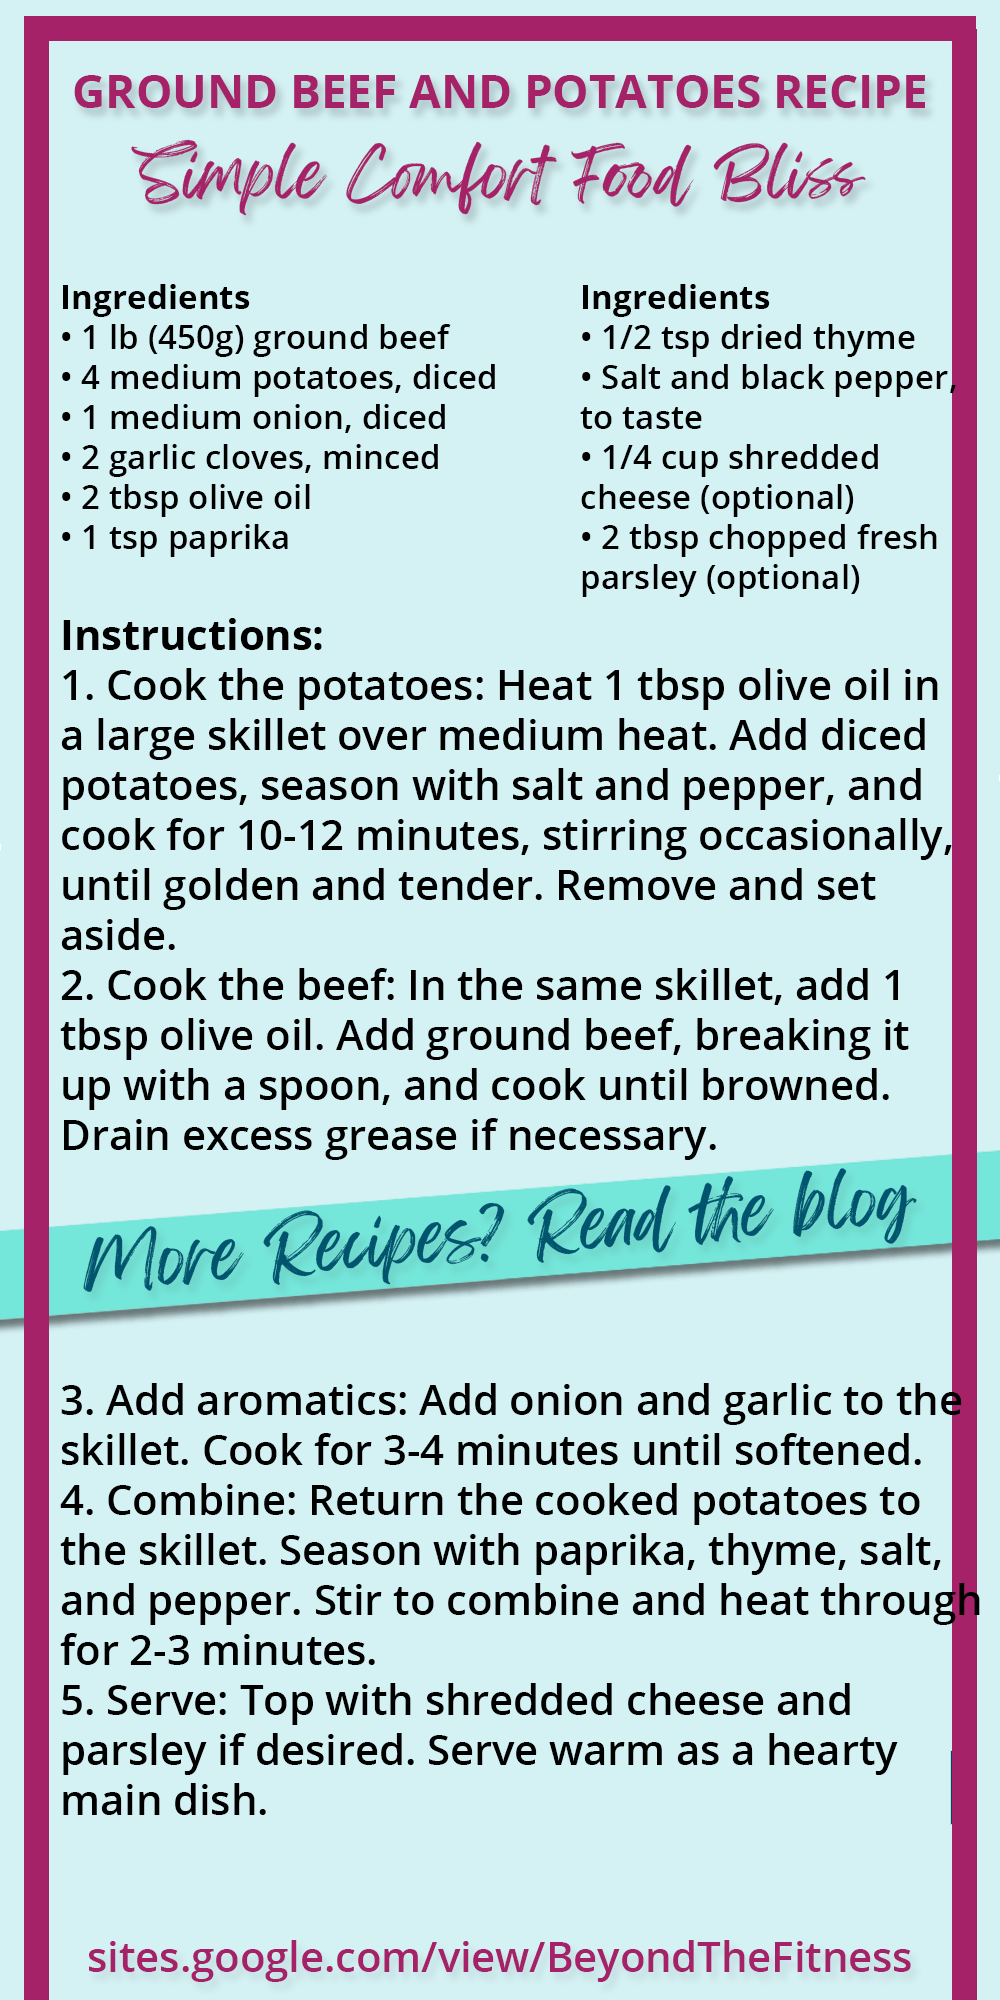 GROUND BEEF AND POTATOES RECIPE
Simple Comfort Food Bliss
Ingredients
• 1 lb (450g) ground beef
• 4 medium potatoes, diced
• 1 medium onion, diced
• 2 garlic cloves, minced
• 2 tbsp olive oil
• 1 tsp paprika
Ingredients
• 1/2 tsp dried thyme
• Salt and black pepper,
to taste
• 1/4 cup shredded
cheese (optional)
• 2 tbsp chopped fresh
parsley (optional)
Instructions:
1. Cook the potatoes: Heat 1 tbsp olive oil in
a large skillet over medium heat. Add diced
potatoes, season with salt and pepper, and
cook for 10-12 minutes, stirring occasionally,
until golden and tender. Remove and set
aside.
2. Cook the beef: In the same skillet, add 1
tbsp olive oil. Add ground beef, breaking it
up with a spoon, and cook until browned.
Drain excess grease if necessary.
More Recipes? Read the blog
3. Add aromatics: Add onion and garlic to the
skillet. Cook for 3-4 minutes until softened.
4. Combine: Return the cooked potatoes to
the skillet. Season with paprika, thyme, salt,
and pepper. Stir to combine and heat through
for 2-3 minutes.
5. Serve: Top with shredded cheese and
parsley if desired. Serve warm as a hearty
main dish.
sites.google.com/view/BeyondTheFitness